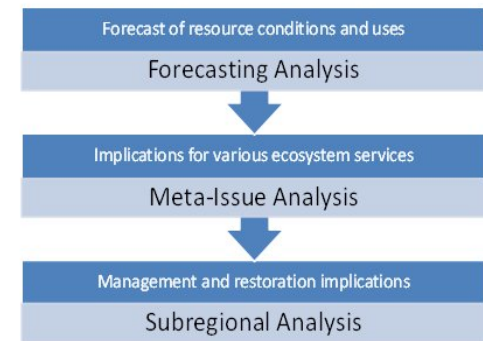 Forecast of resource conditions and uses
Forecasting Analysis
Implications for various ecosystem services
Meta-Issue Analysis
Management and restoration implications
Subregional Analysis